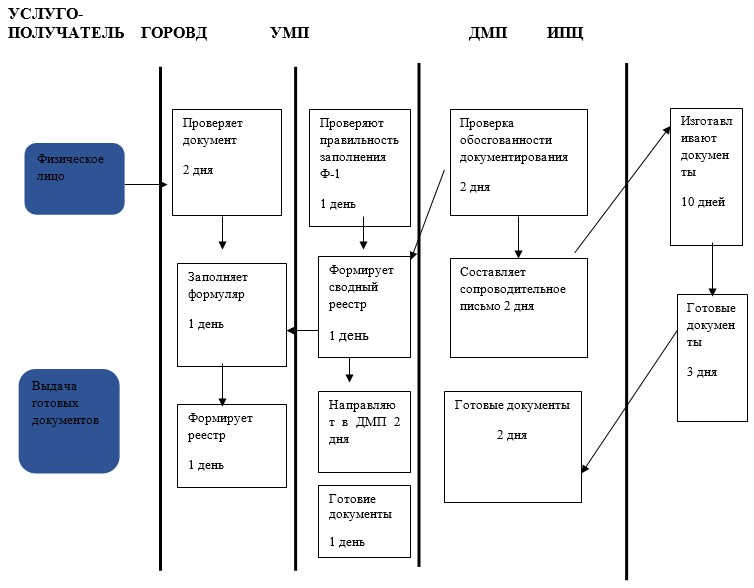 УСЛУГО-
ПОЛУЧАТЕЛЬ ГОРОВД УМП ДМП ИПЦ
Физическое
лицо
Выдача
готовых
документов
Проверяет
документ
2 дня
Заполняет
формуляр
1 день
Формирует
реестр
1 день
Проверяют
правильность
заполнения
Ф-1
1 день
Формирует
сводный
реестр
1 день
Направляю
т в ДМП 2
дня
Готовие
документы
1 день
Проверка
обосгованности
документирования
2 дня
Составляет
сопроводительное
письмо 2 дня
Готовые документы
2 дня
Изготавл
ивают
докумен
ты
10 дней
Готовые
докумен
ты
3 дня